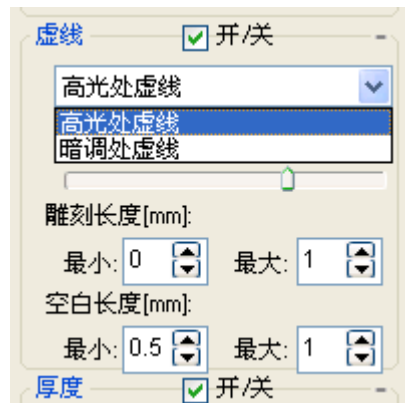 虚线 开/关 -
高光处虚线
高光处虚线
暗调处虚线
雕刻长度[mm]:
最小: 0 最大: 1
空白长度[mm]:
最小: 0.5 最大: 1
厚度 开/关 -